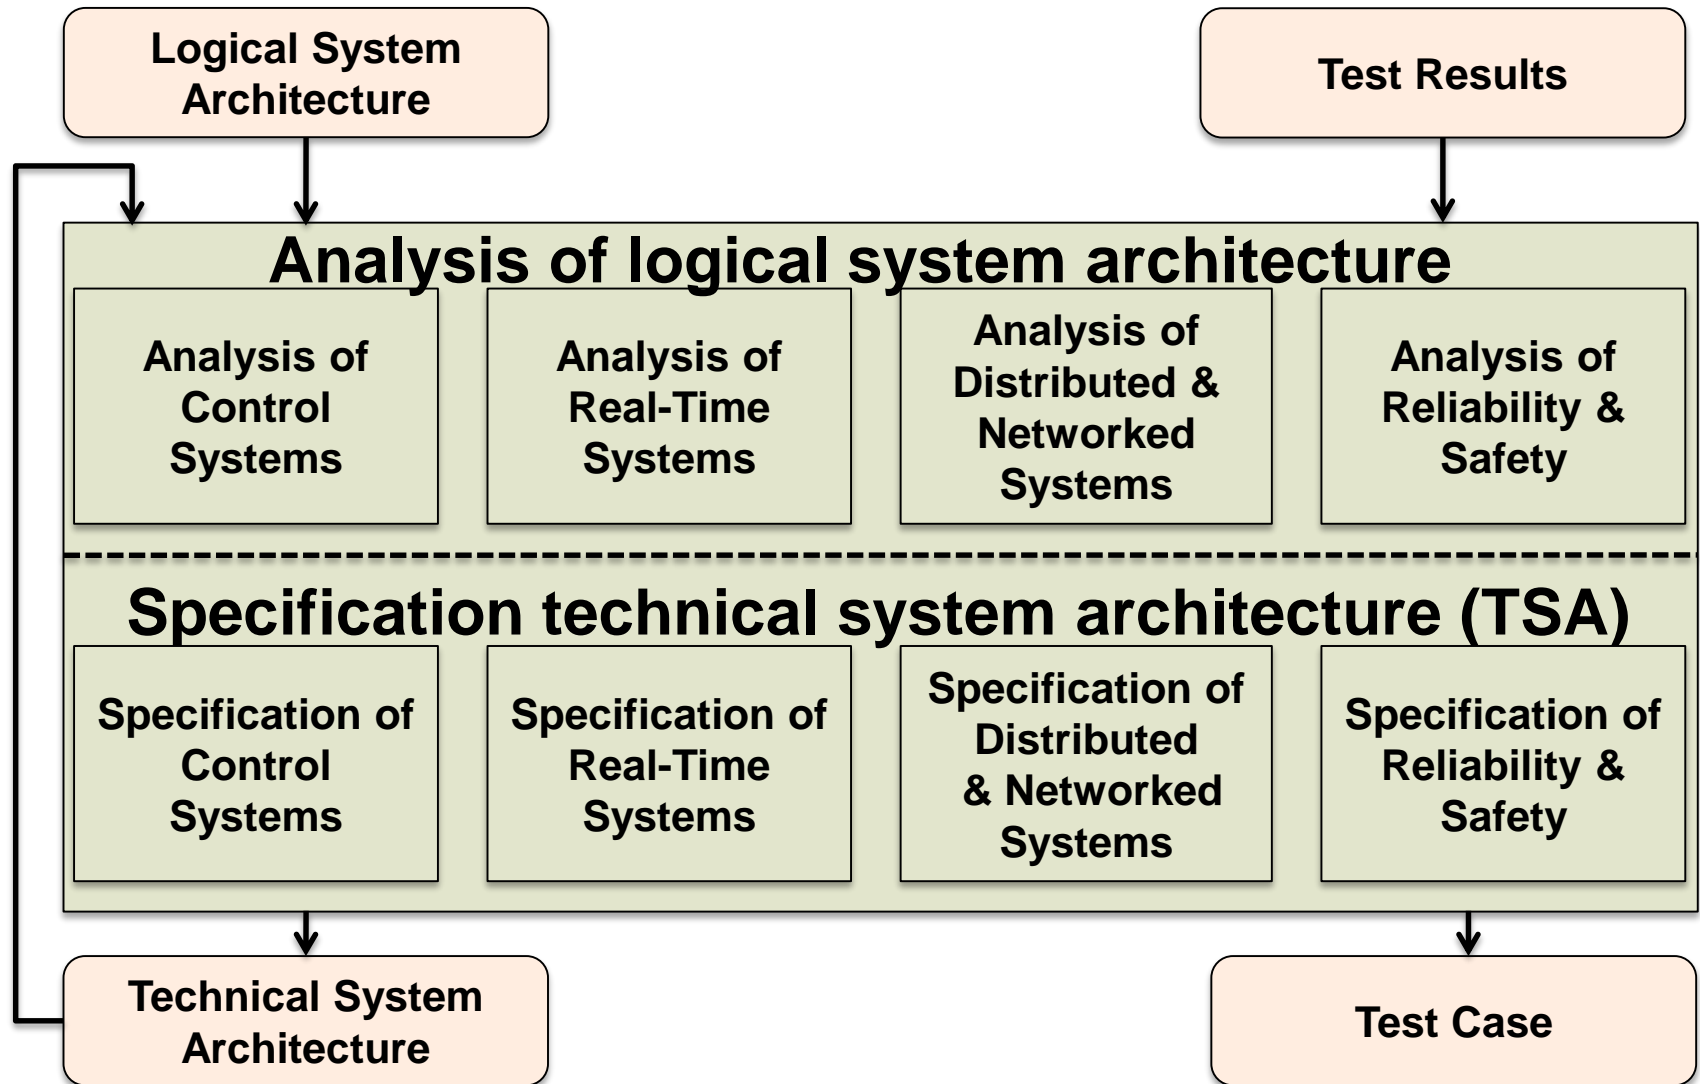 Logical System
Architecture
Test Results
Analysis of logical system architecture
Analysis of
Control
Systems
Analysis of
Real-Time
Systems
Analysis of
Distributed &
Networked
Systems
Analysis of
Reliability &
Safety
Specification technical system architecture (TSA)
Specification of
Control
Systems
Specification of
Real-Time
Systems
Specification of
Distributed
& Networked
Systems
Specification of
Reliability &
Safety
Technical System
Architecture
Test Case